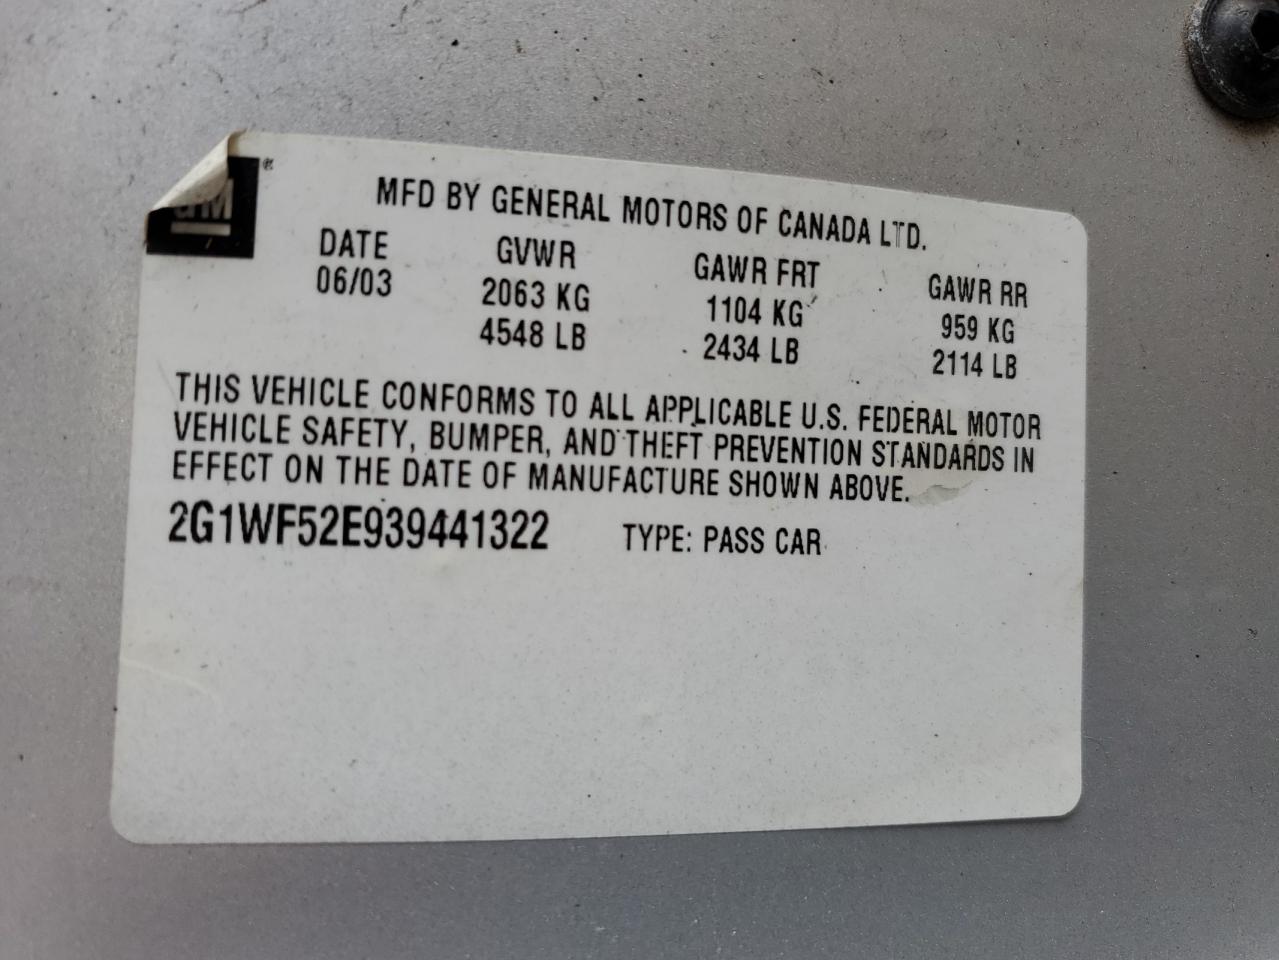 GM®
MFD BY GENERAL MOTORS OF CANADA LTD.
DATE GVWR GAWR FRT GAWR RR
06/03 2063 KG 1104 KG 959 KG
4548 LB 2434 LB 2114 LB
THIS VEHICLE CONFORMS TO ALL APPLICABLE U.S. FEDERAL MOTOR
VEHICLE SAFETY, BUMPER, AND THEFT PREVENTION STANDARDS IN
EFFECT ON THE DATE OF MANUFACTURE SHOWN ABOVE.
2G1WF52E939441322 TYPE: PASS CAR